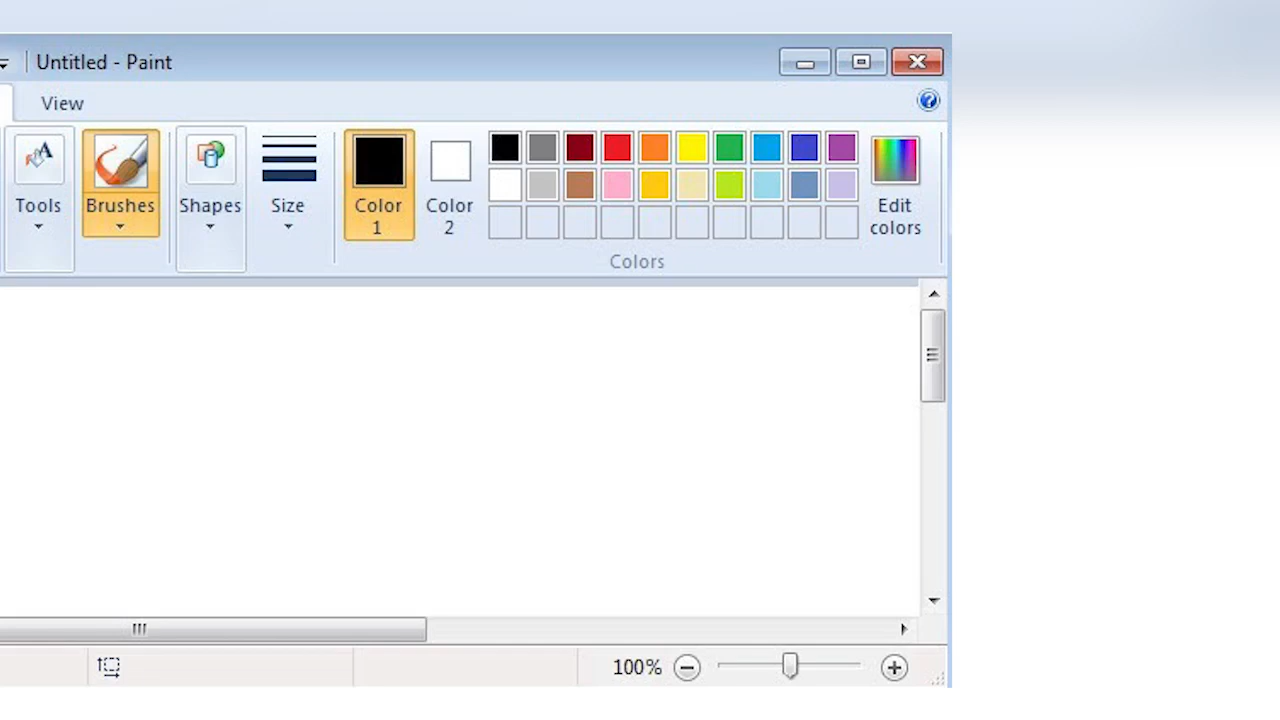 Untitled - Paint
View
Tools
Brushes
Shapes
Size
Color
1
Color
2
Edit
colors
Colors
100%